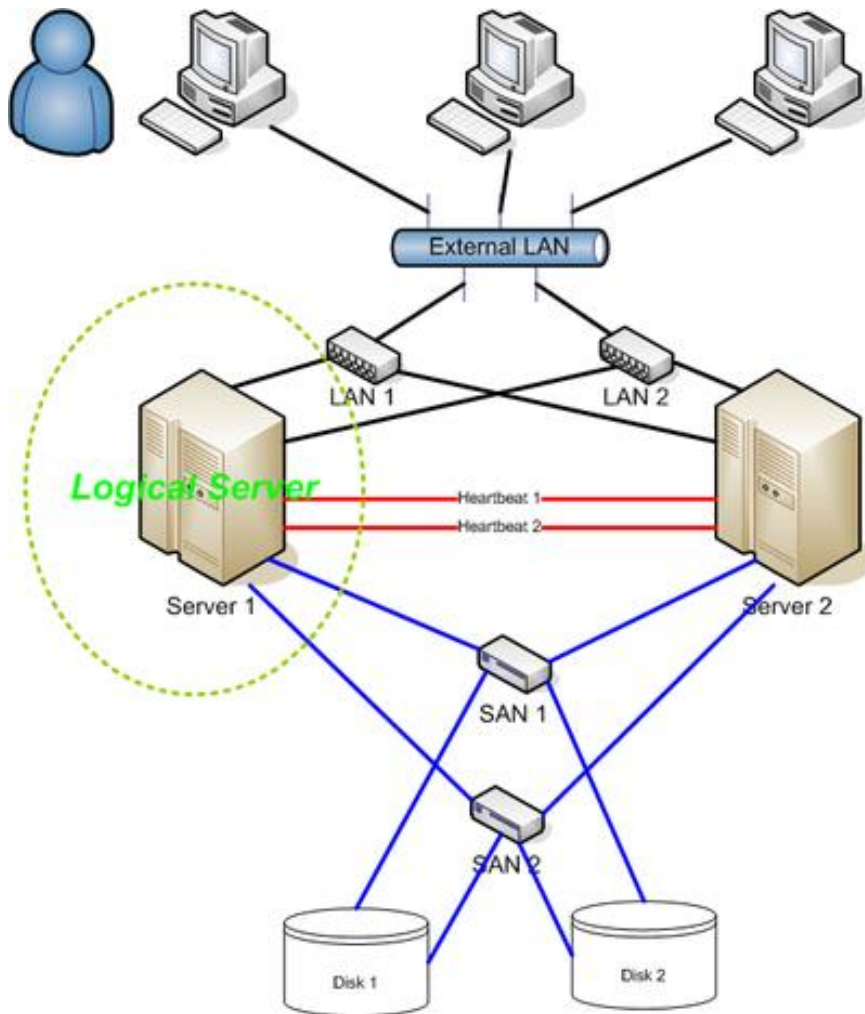 External LAN
LAN 1
LAN 2
Logical Server
Heartbeat 1
Heartbeat 2
Server 1
Server 2
SAN 1
SAN 2
Disk 1
Disk 2